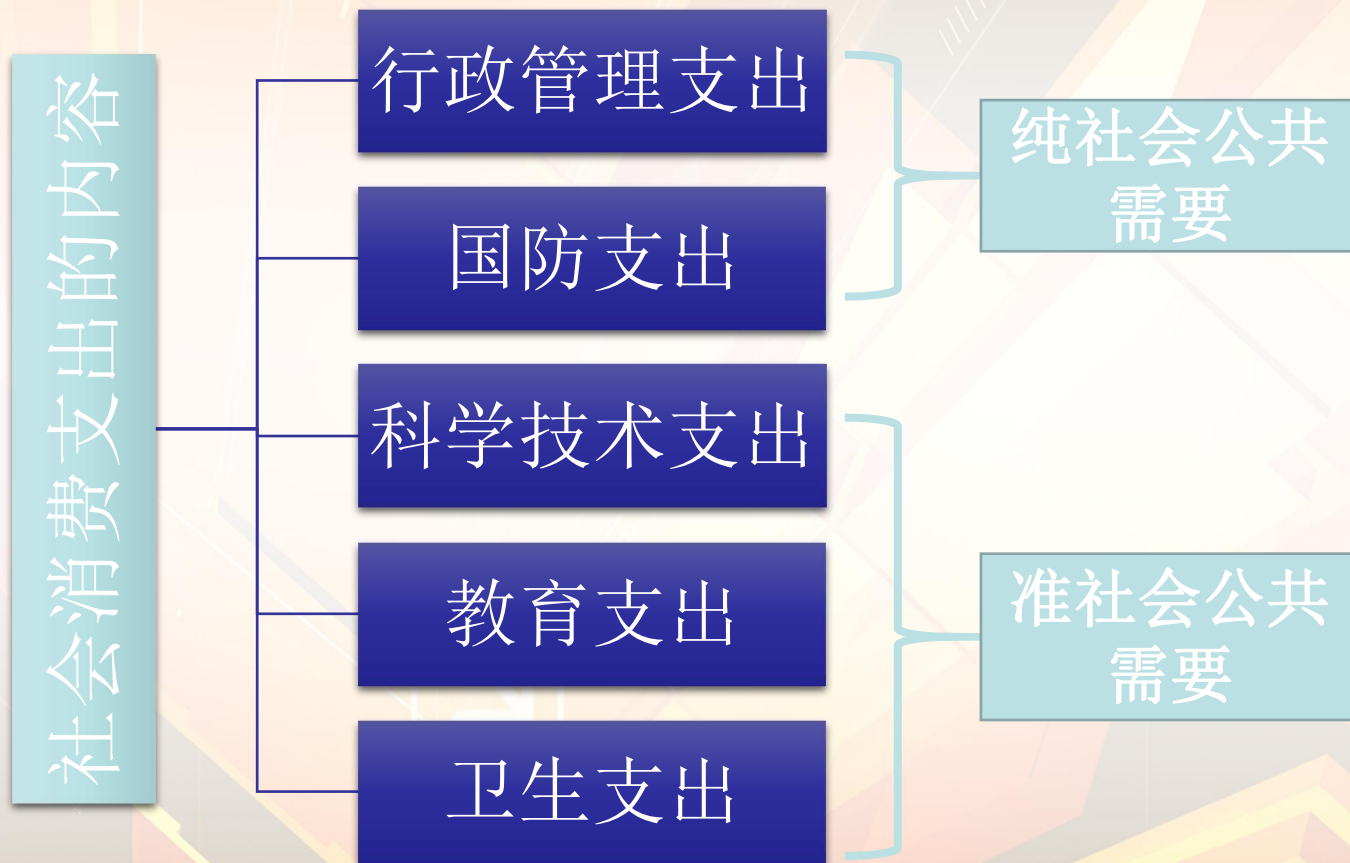 社会消费支出的内容
行政管理支出
国防支出
科学技术支出
教育支出
卫生支出
纯社会公共
需要
准社会公共
需要